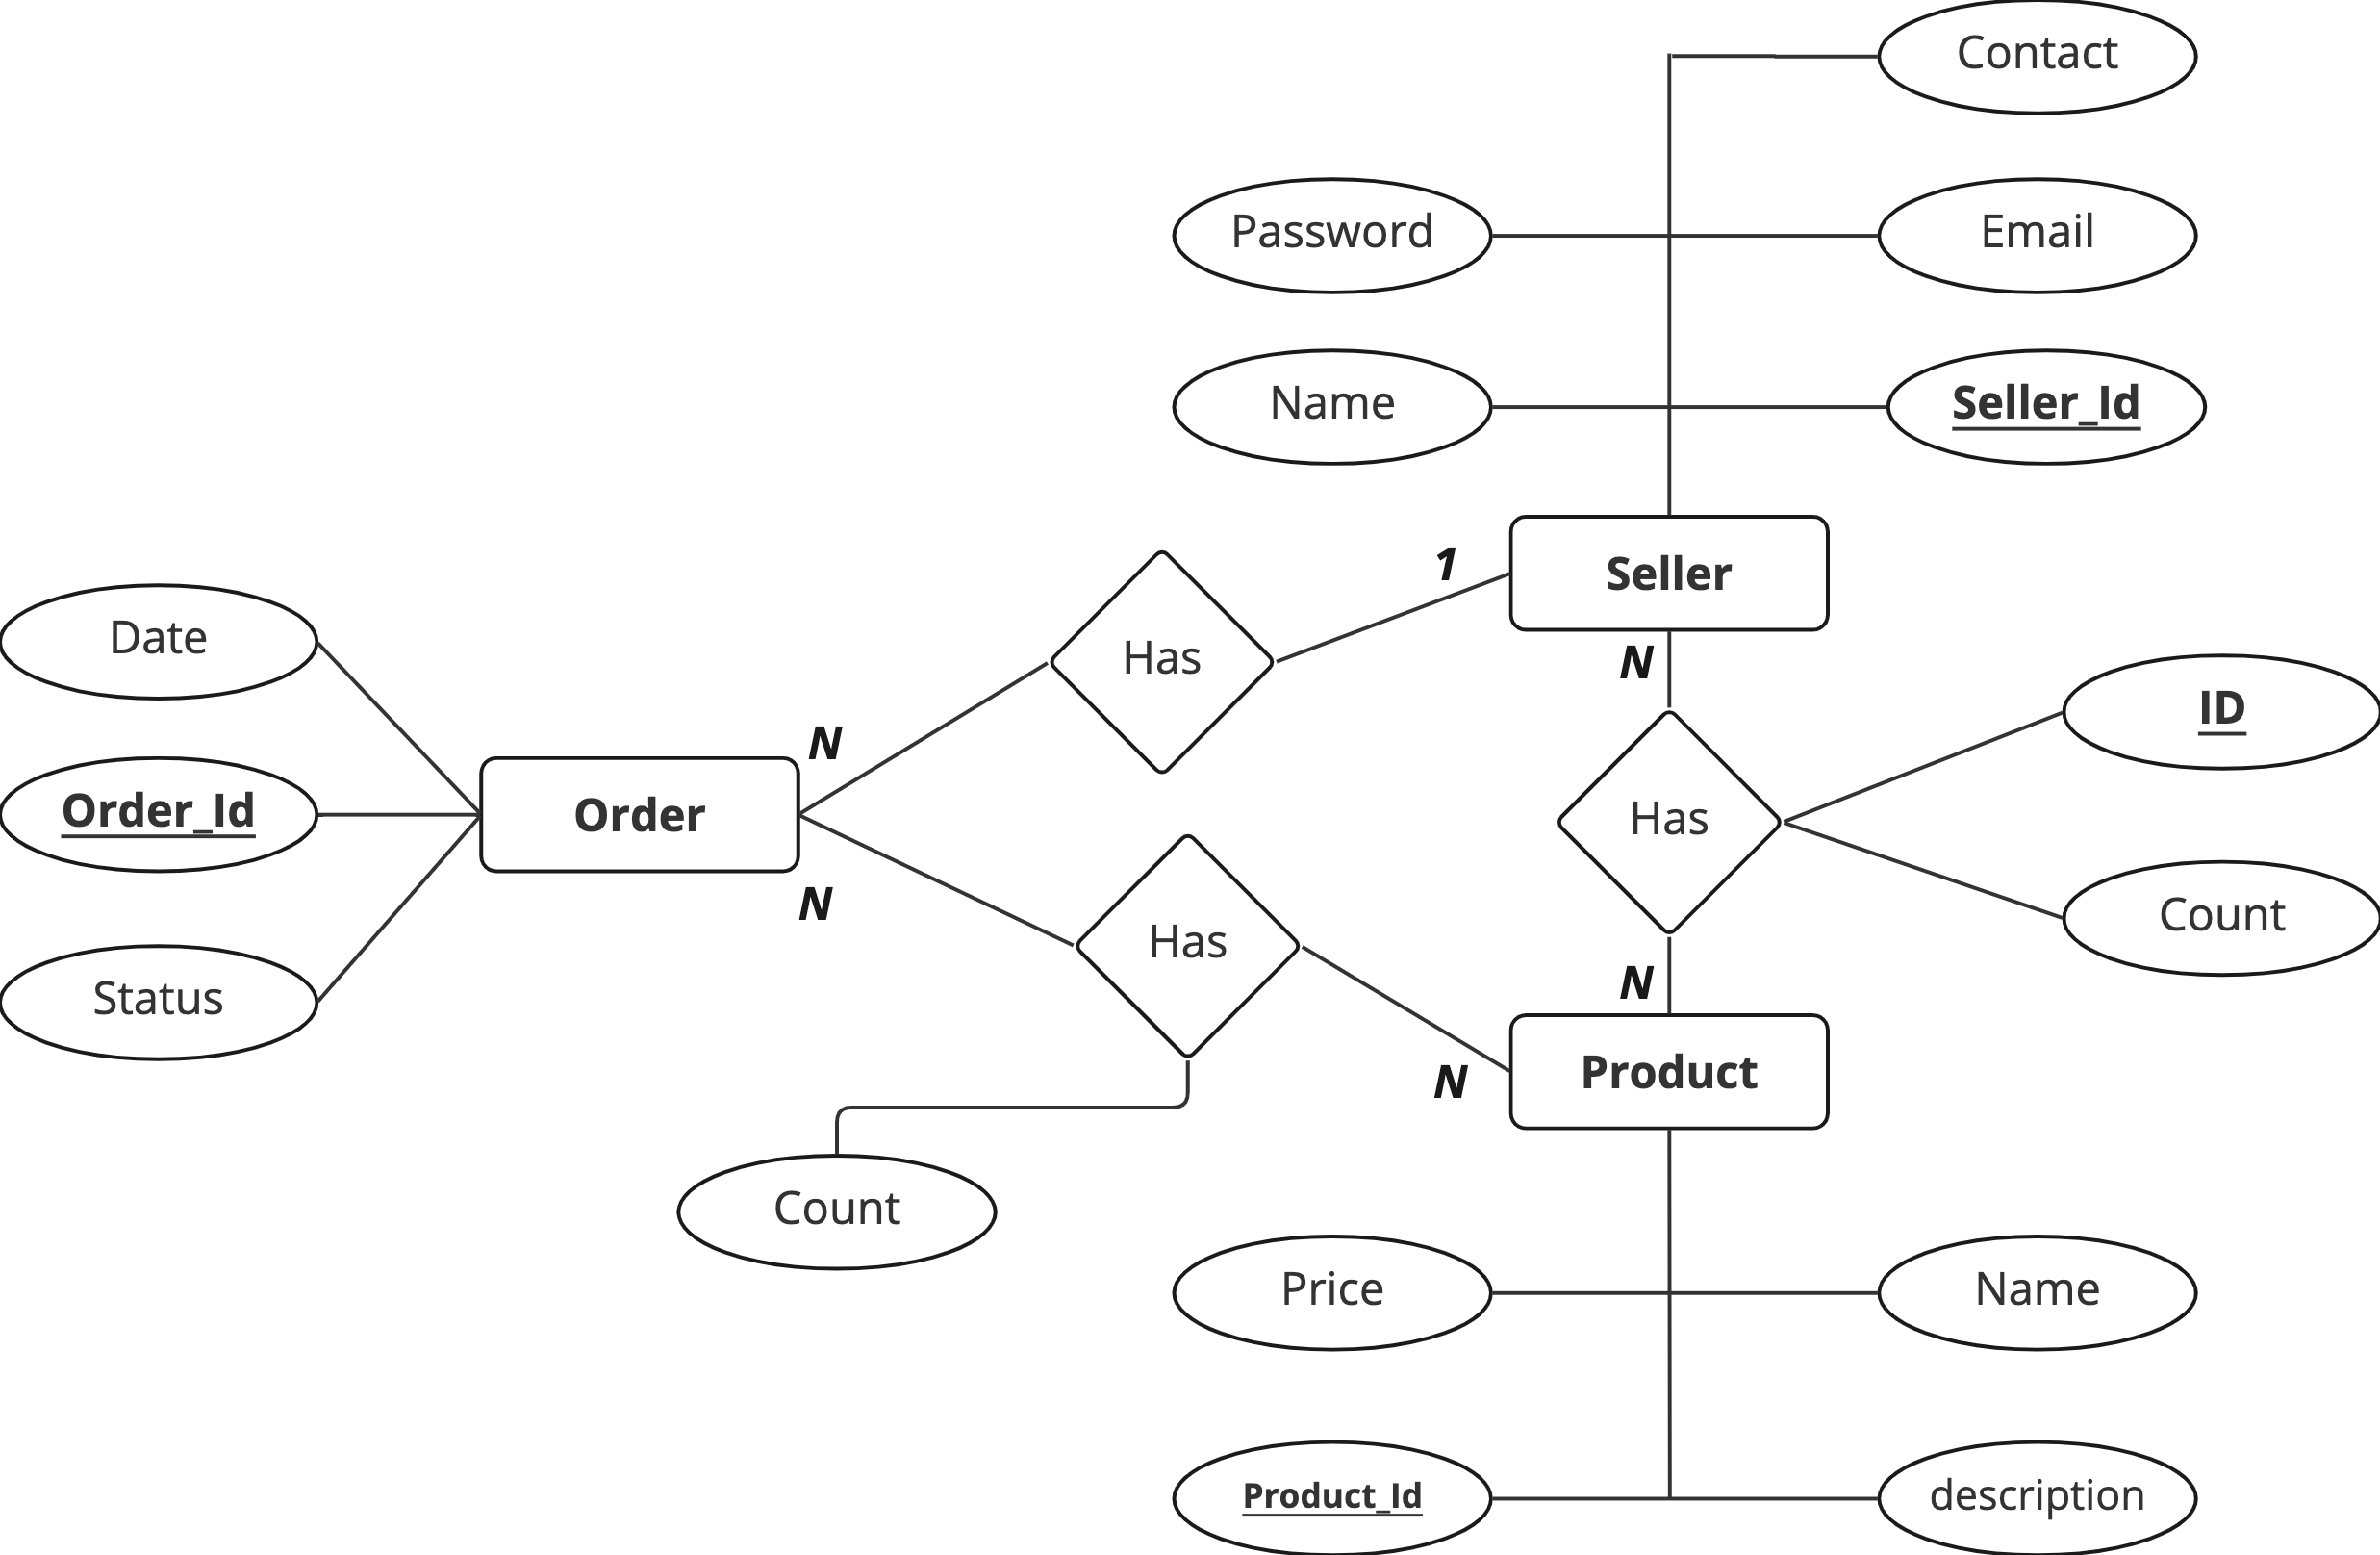 Contact
Password
Email
Name
Seller_Id
1
Seller
Date
Has
N
ID
N
Order_Id
Order
Has
N
Has
Count
Status
N
N
Product
Count
Price
Name
Product_Id
description